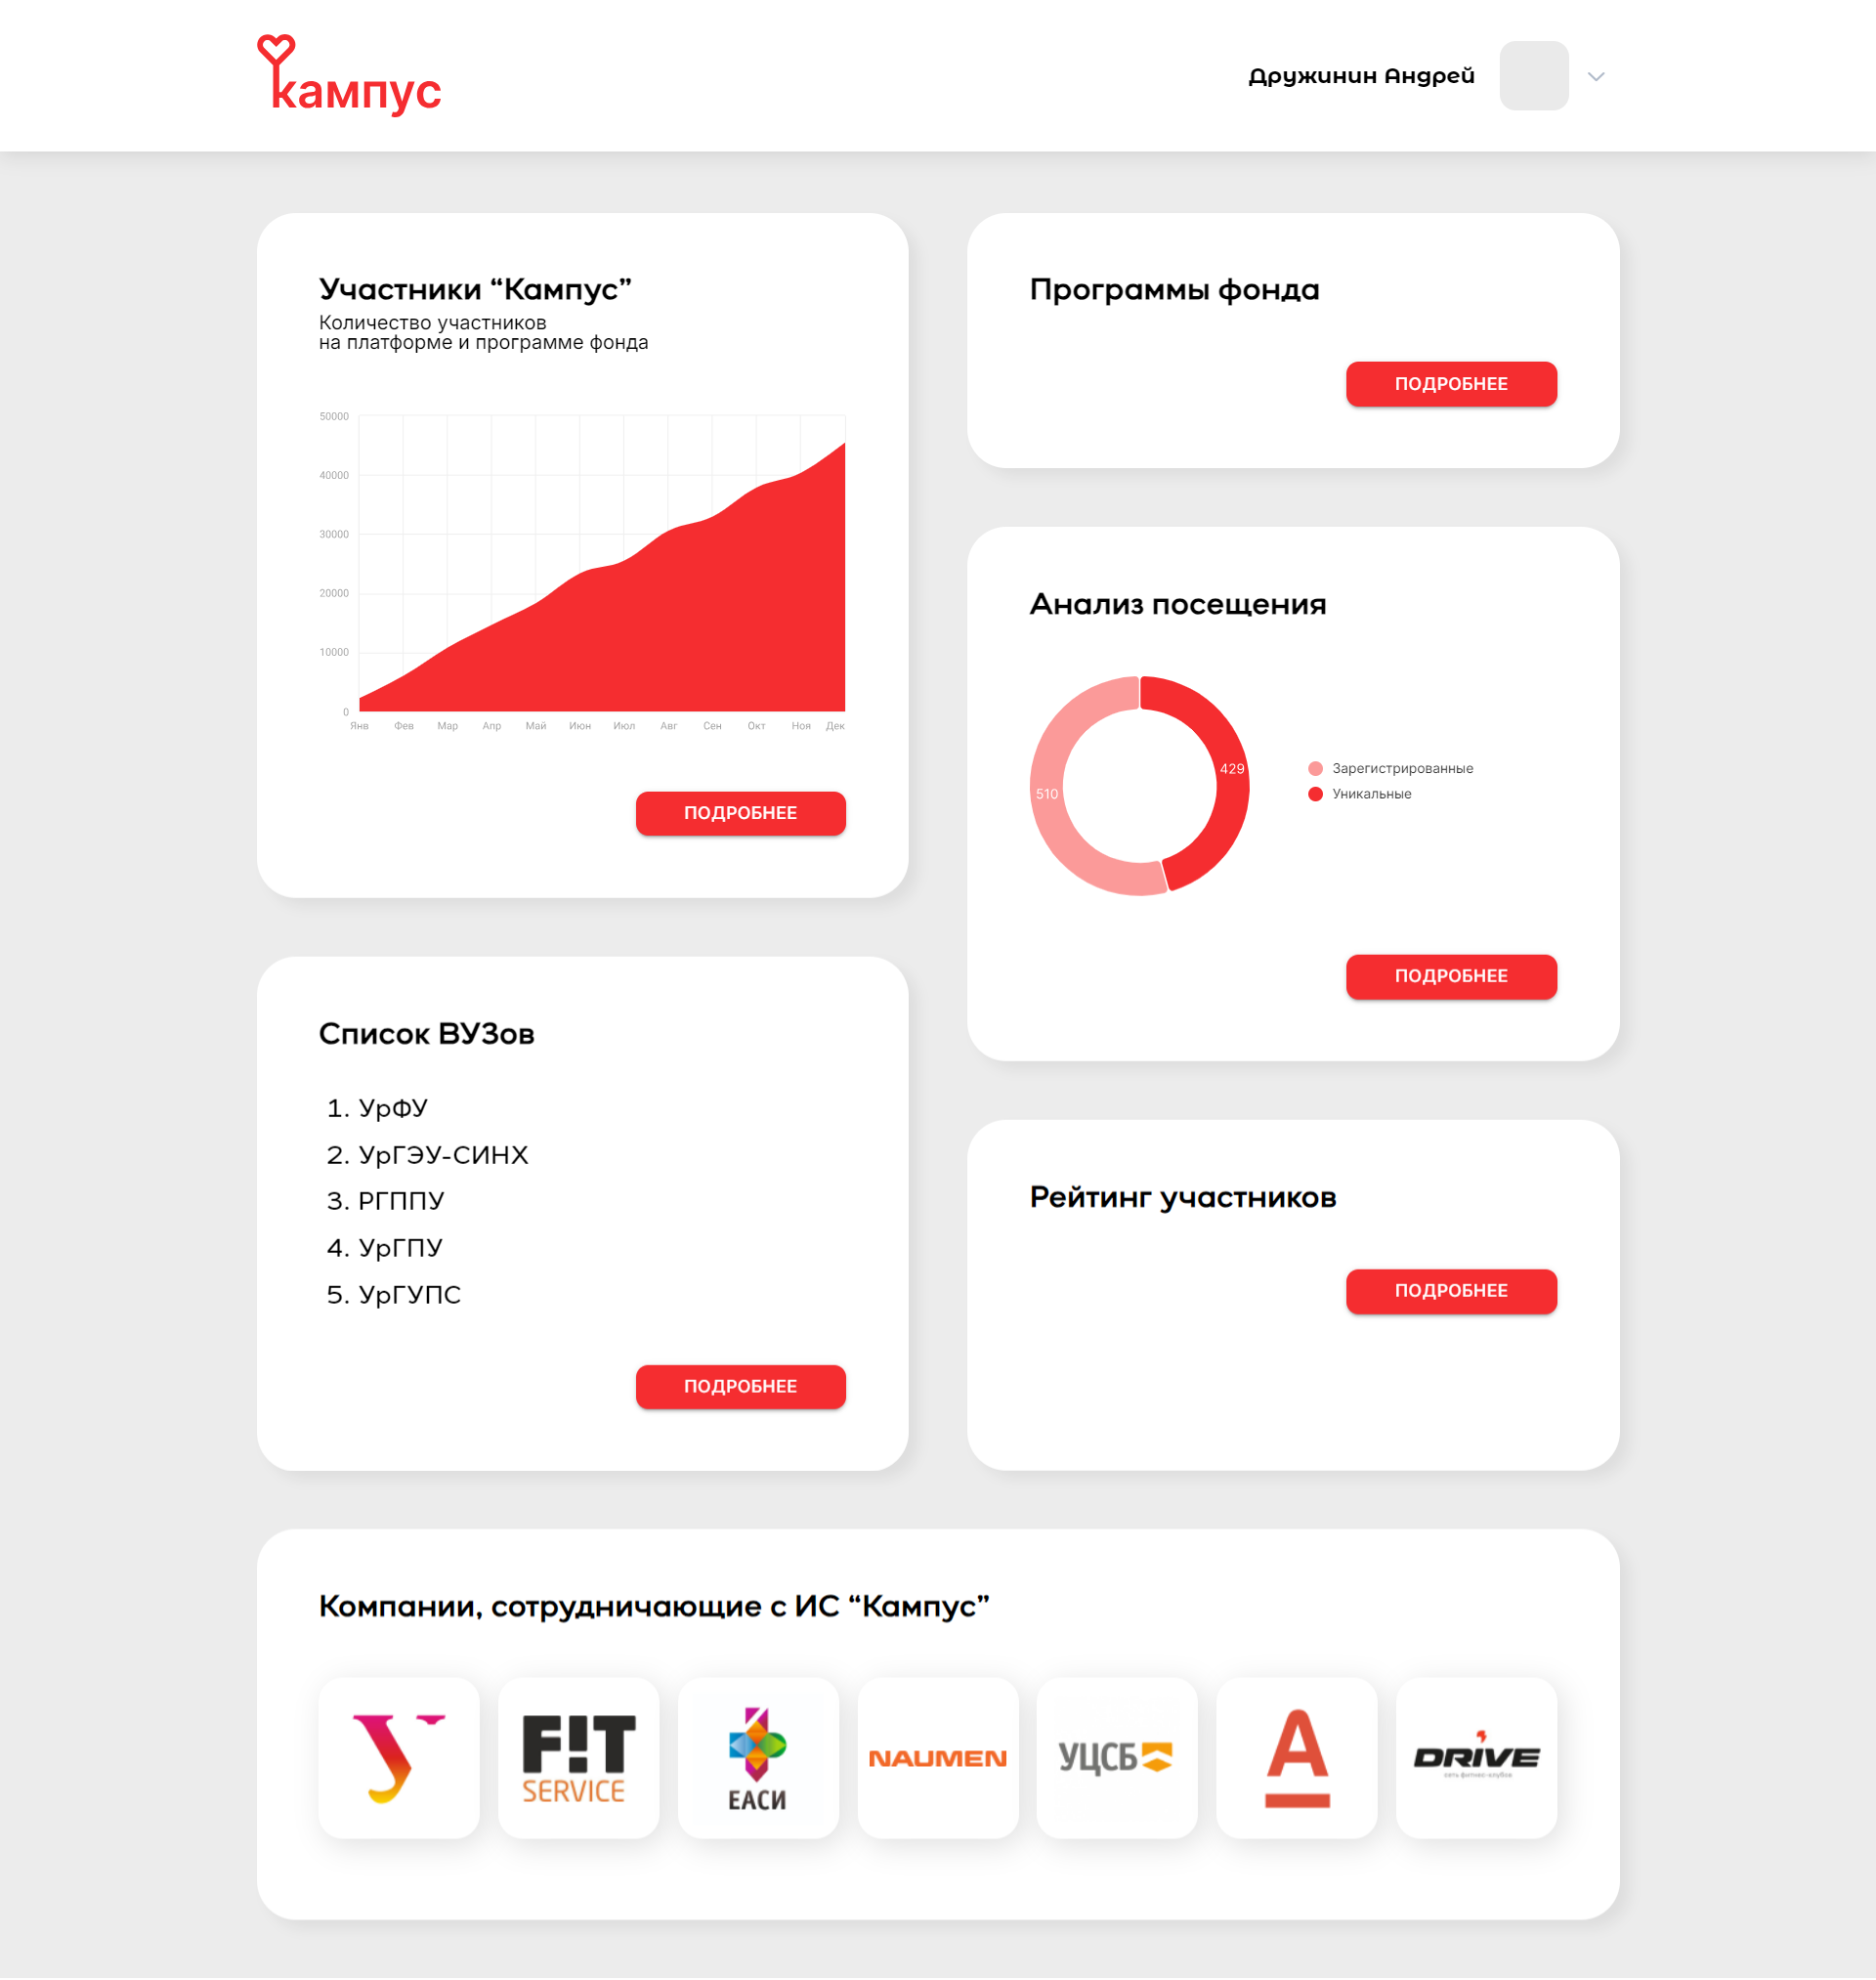 кампус
Дружинин Андрей
Участники “Кампус”
Количество участников
на платформе и программе фонда
50000
40000
30000
20000
10000
0
Янв Фев Мар Апр Май Июн Июл Авг Сен Окт Ноя Дек
ПОДРОБНЕЕ
Программы фонда
ПОДРОБНЕЕ
Анализ посещения
429
510
Зарегистрированные
Уникальные
ПОДРОБНЕЕ
Список ВУЗов
1. УрФУ
2. УрГЭУ-СИНХ
3. РГППУ
4. УрГПУ
5. УрГУПС
ПОДРОБНЕЕ
Рейтинг участников
ПОДРОБНЕЕ
Компании, сотрудничающие с ИС “Кампус”
У
F!T
SERVICE
ЕАСИ
NAUMEN
УЦСБ
А
DRIVE
сеть фитнес-клубов